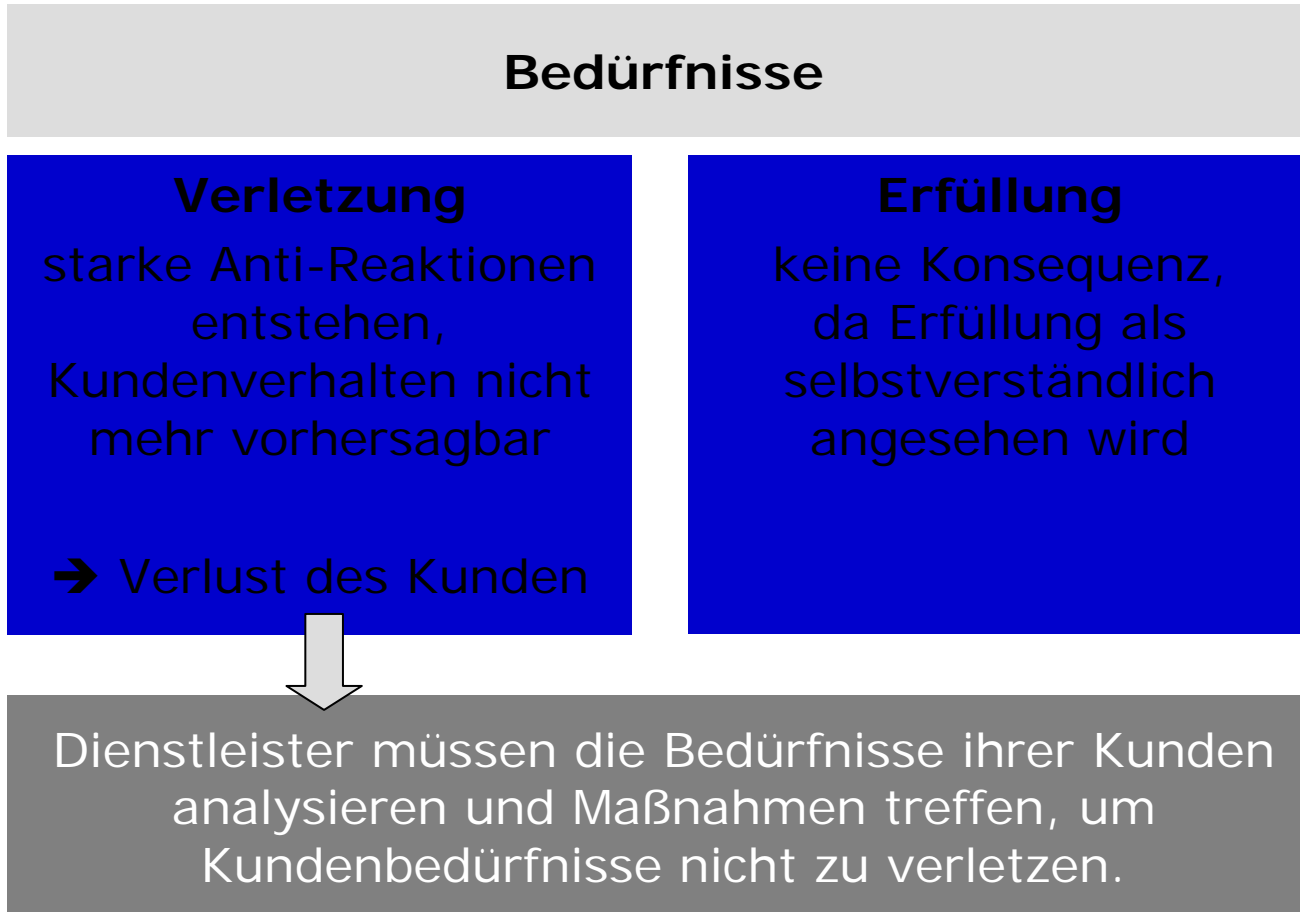 Bedürfnisse
Verletzung
starke Anti-Reaktionen
entstehen,
Kundenverhalten nicht
mehr vorhersagbar
➔ Verlust des Kunden
Erfüllung
keine Konsequenz,
da Erfüllung als
selbstverständlich
angesehen wird
Dienstleister müssen die Bedürfnisse ihrer Kunden
analysieren und Maßnahmen treffen, um
Kundenbedürfnisse nicht zu verletzen.